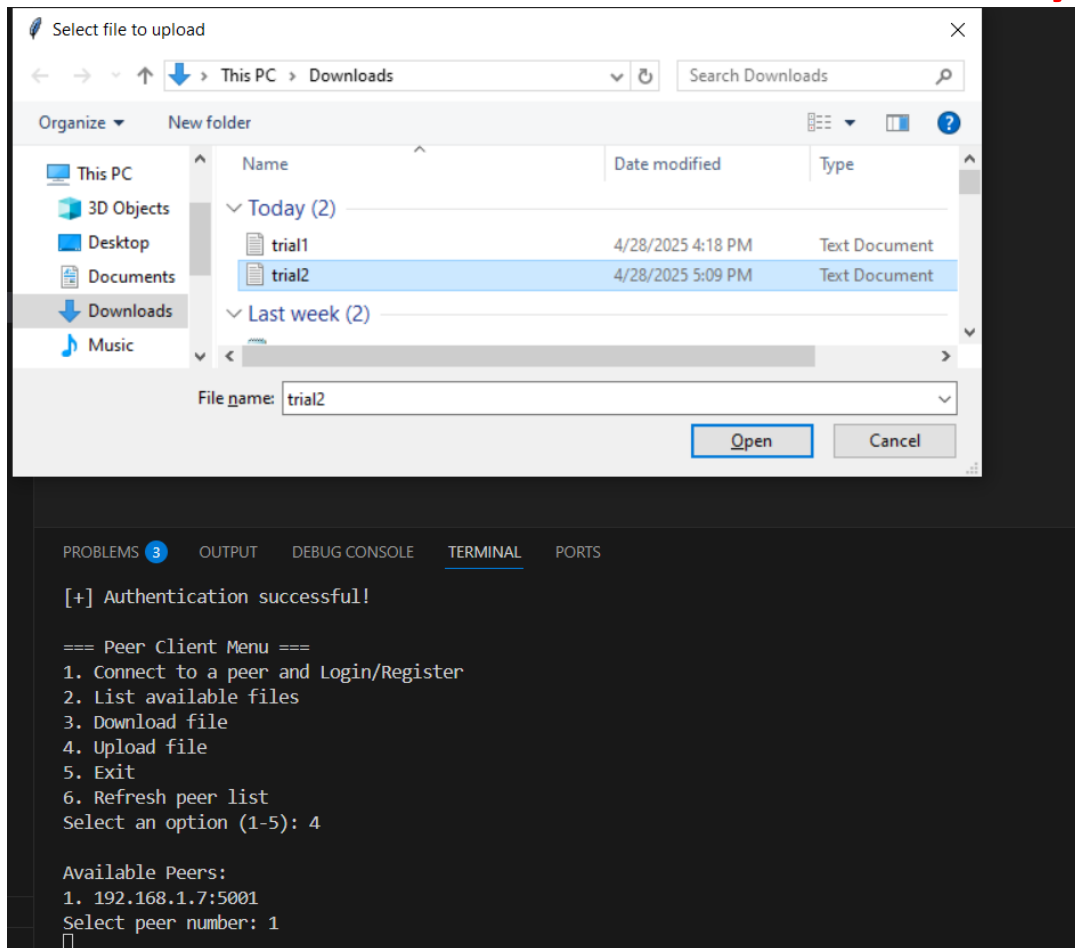 Select file to upload
This PC > Downloads
Search Downloads
Organize
New folder
This PC
3D Objects
Desktop
Documents
Downloads
Music
Name Date modified Type
Today (2)
trial1 4/28/2025 4:18 PM Text Document
trial2 4/28/2025 5:09 PM Text Document
Last week (2)
File name: trial2
Open Cancel
PROBLEMS 3 OUTPUT DEBUG CONSOLE TERMINAL PORTS
[+] Authentication successful!
=== Peer Client Menu ===
1. Connect to a peer and Login/Register
2. List available files
3. Download file
4. Upload file
5. Exit
6. Refresh peer list
Select an option (1-5): 4
Available Peers:
1. 192.168.1.7:5001
Select peer number: 1